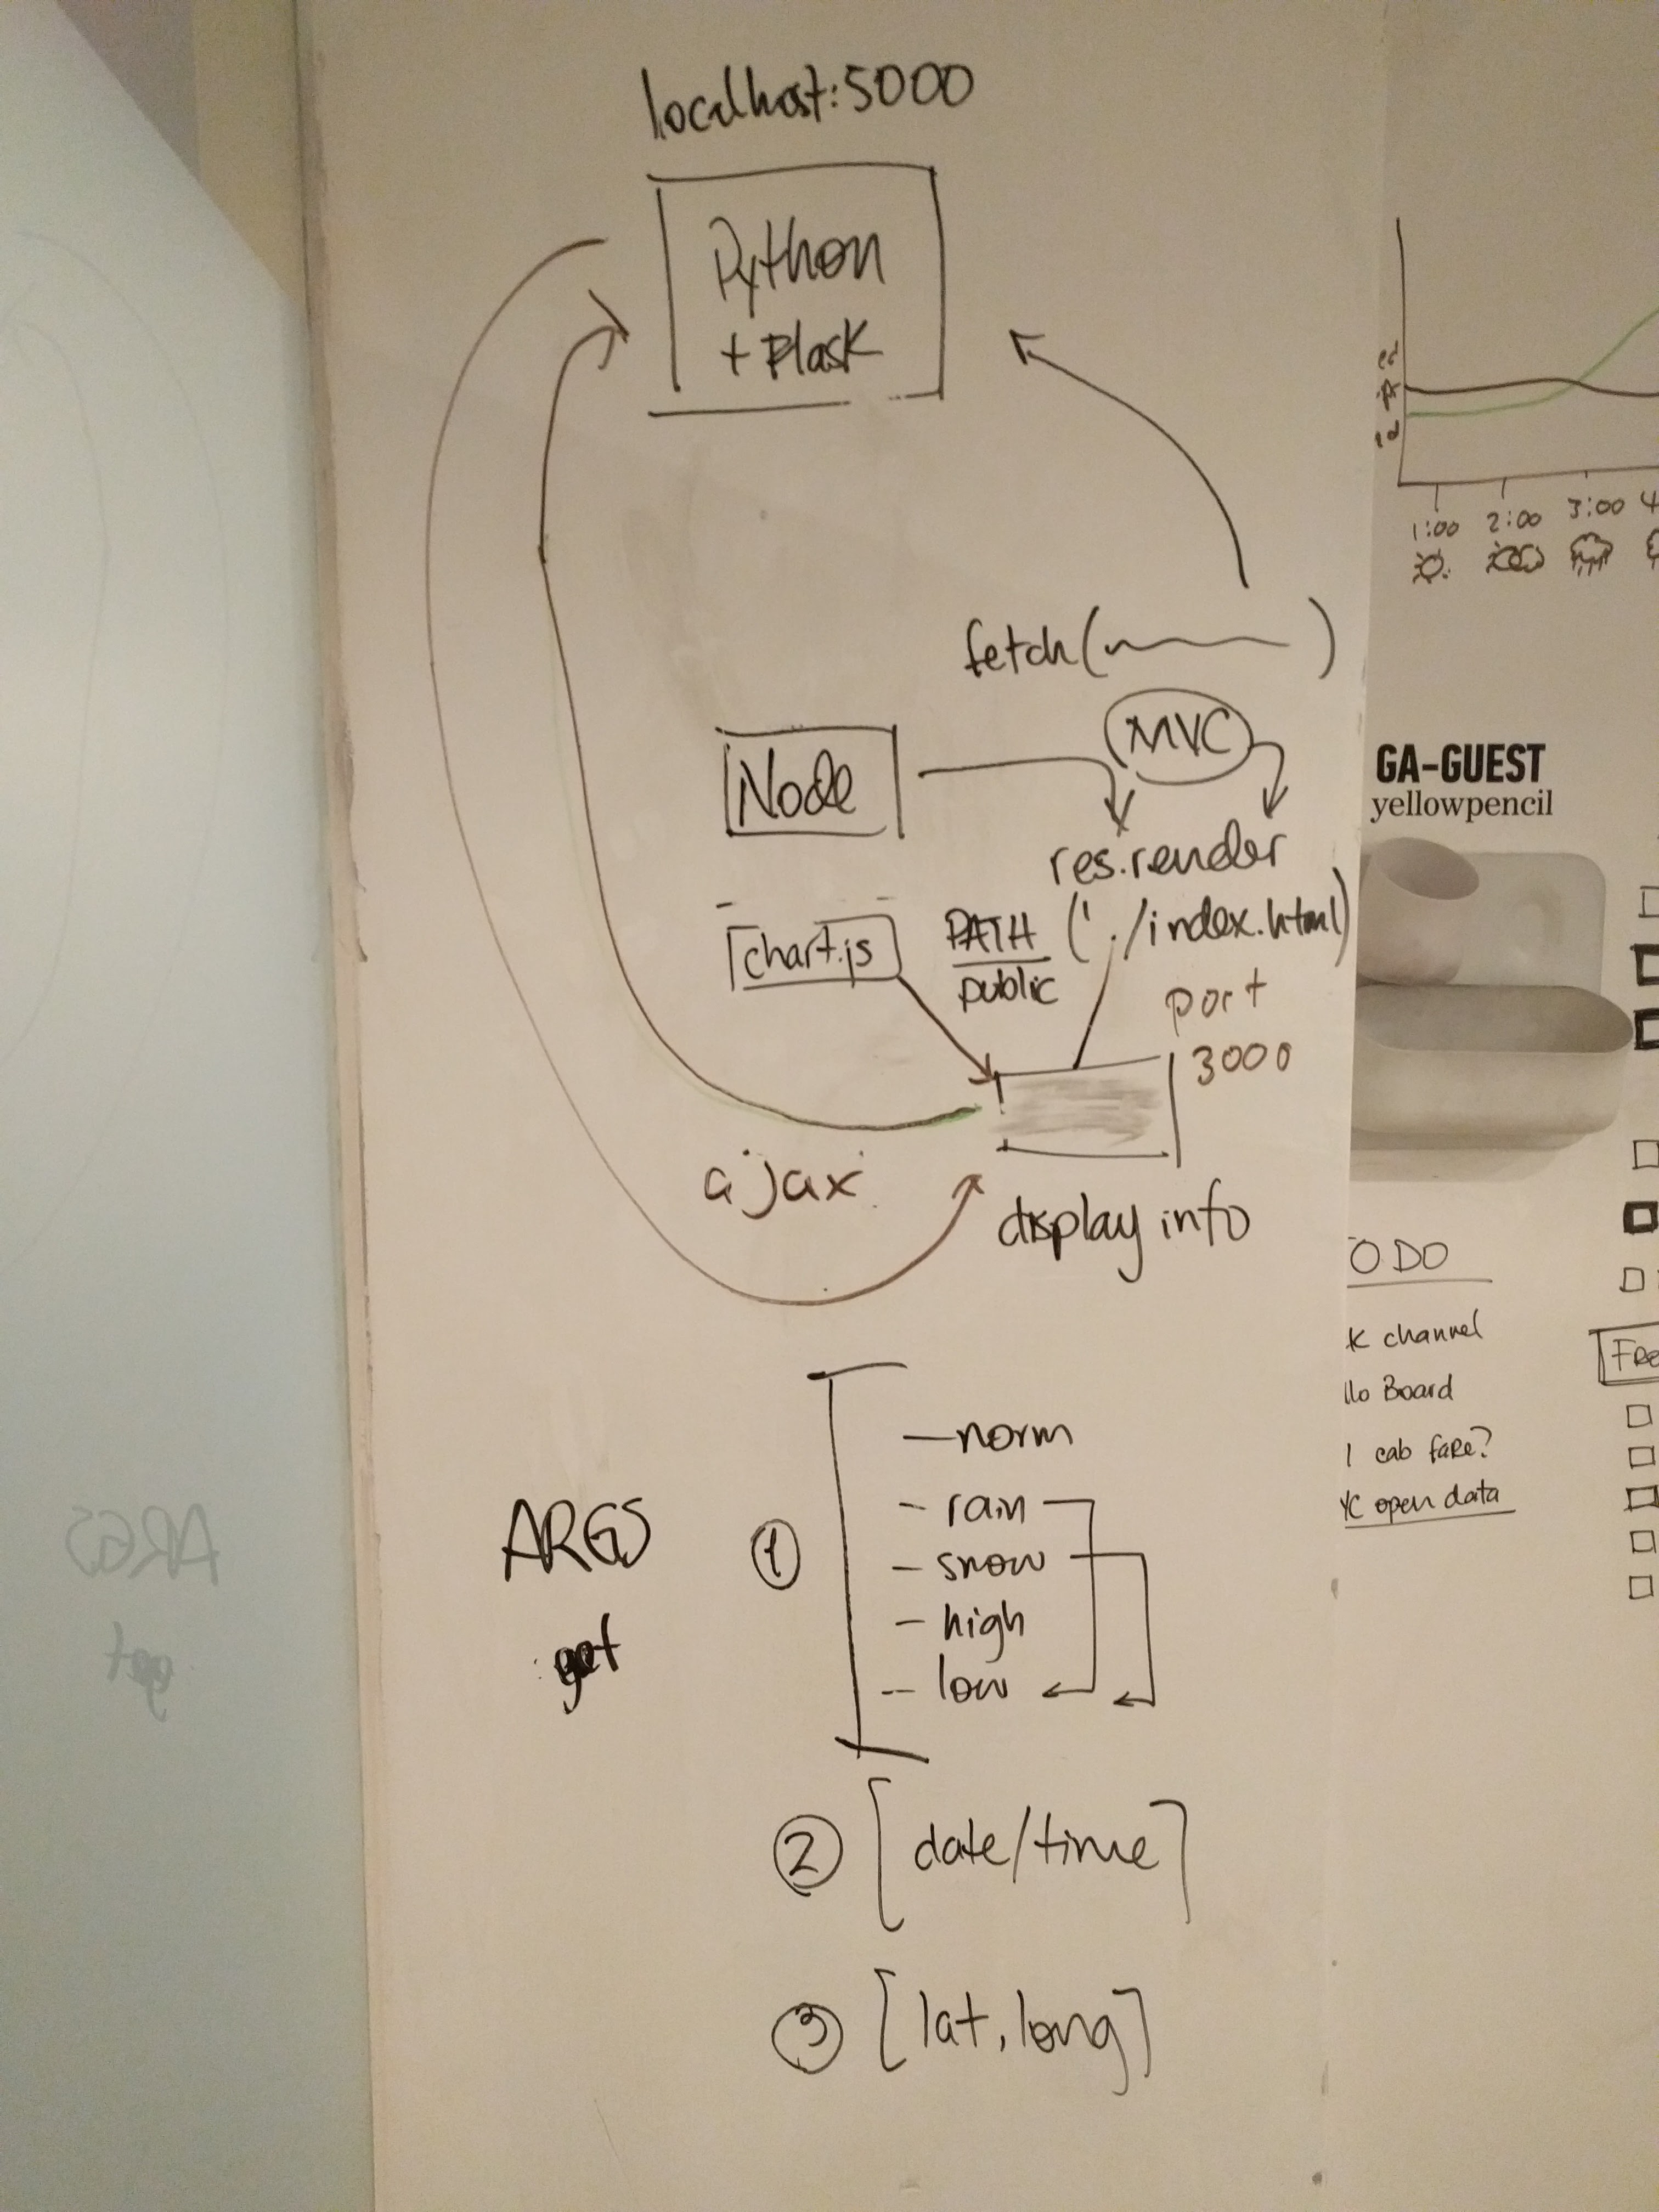 localhost:5000
Python
+ Flask
fetch( )
MVC
Node
res.render
('./index.html)
PATH
public
chart.js
port
3000
ajax
display info
ARGS
get
①
— norm
- rain
- snow
- high
-- low
② [date/time]
③ [lat, long]
1:00 2:00 3:00 4
GA-GUEST
yellowpencil
O DO
k channel
llo Board
cab fare?
YC open data
FRE
ARGS
get